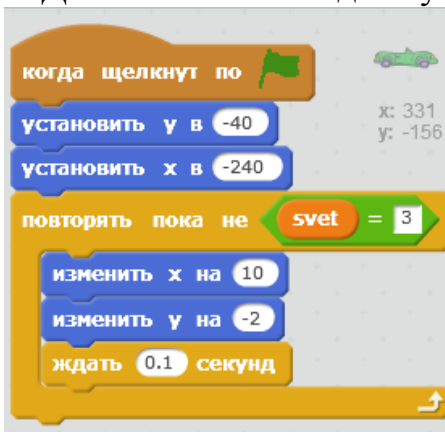 когда щелкнут по
x: 331
y: -156
установить y в -40
установить x в -240
повторять пока не svet = 3
изменить x на 10
изменить y на -2
ждать 0.1 секунд